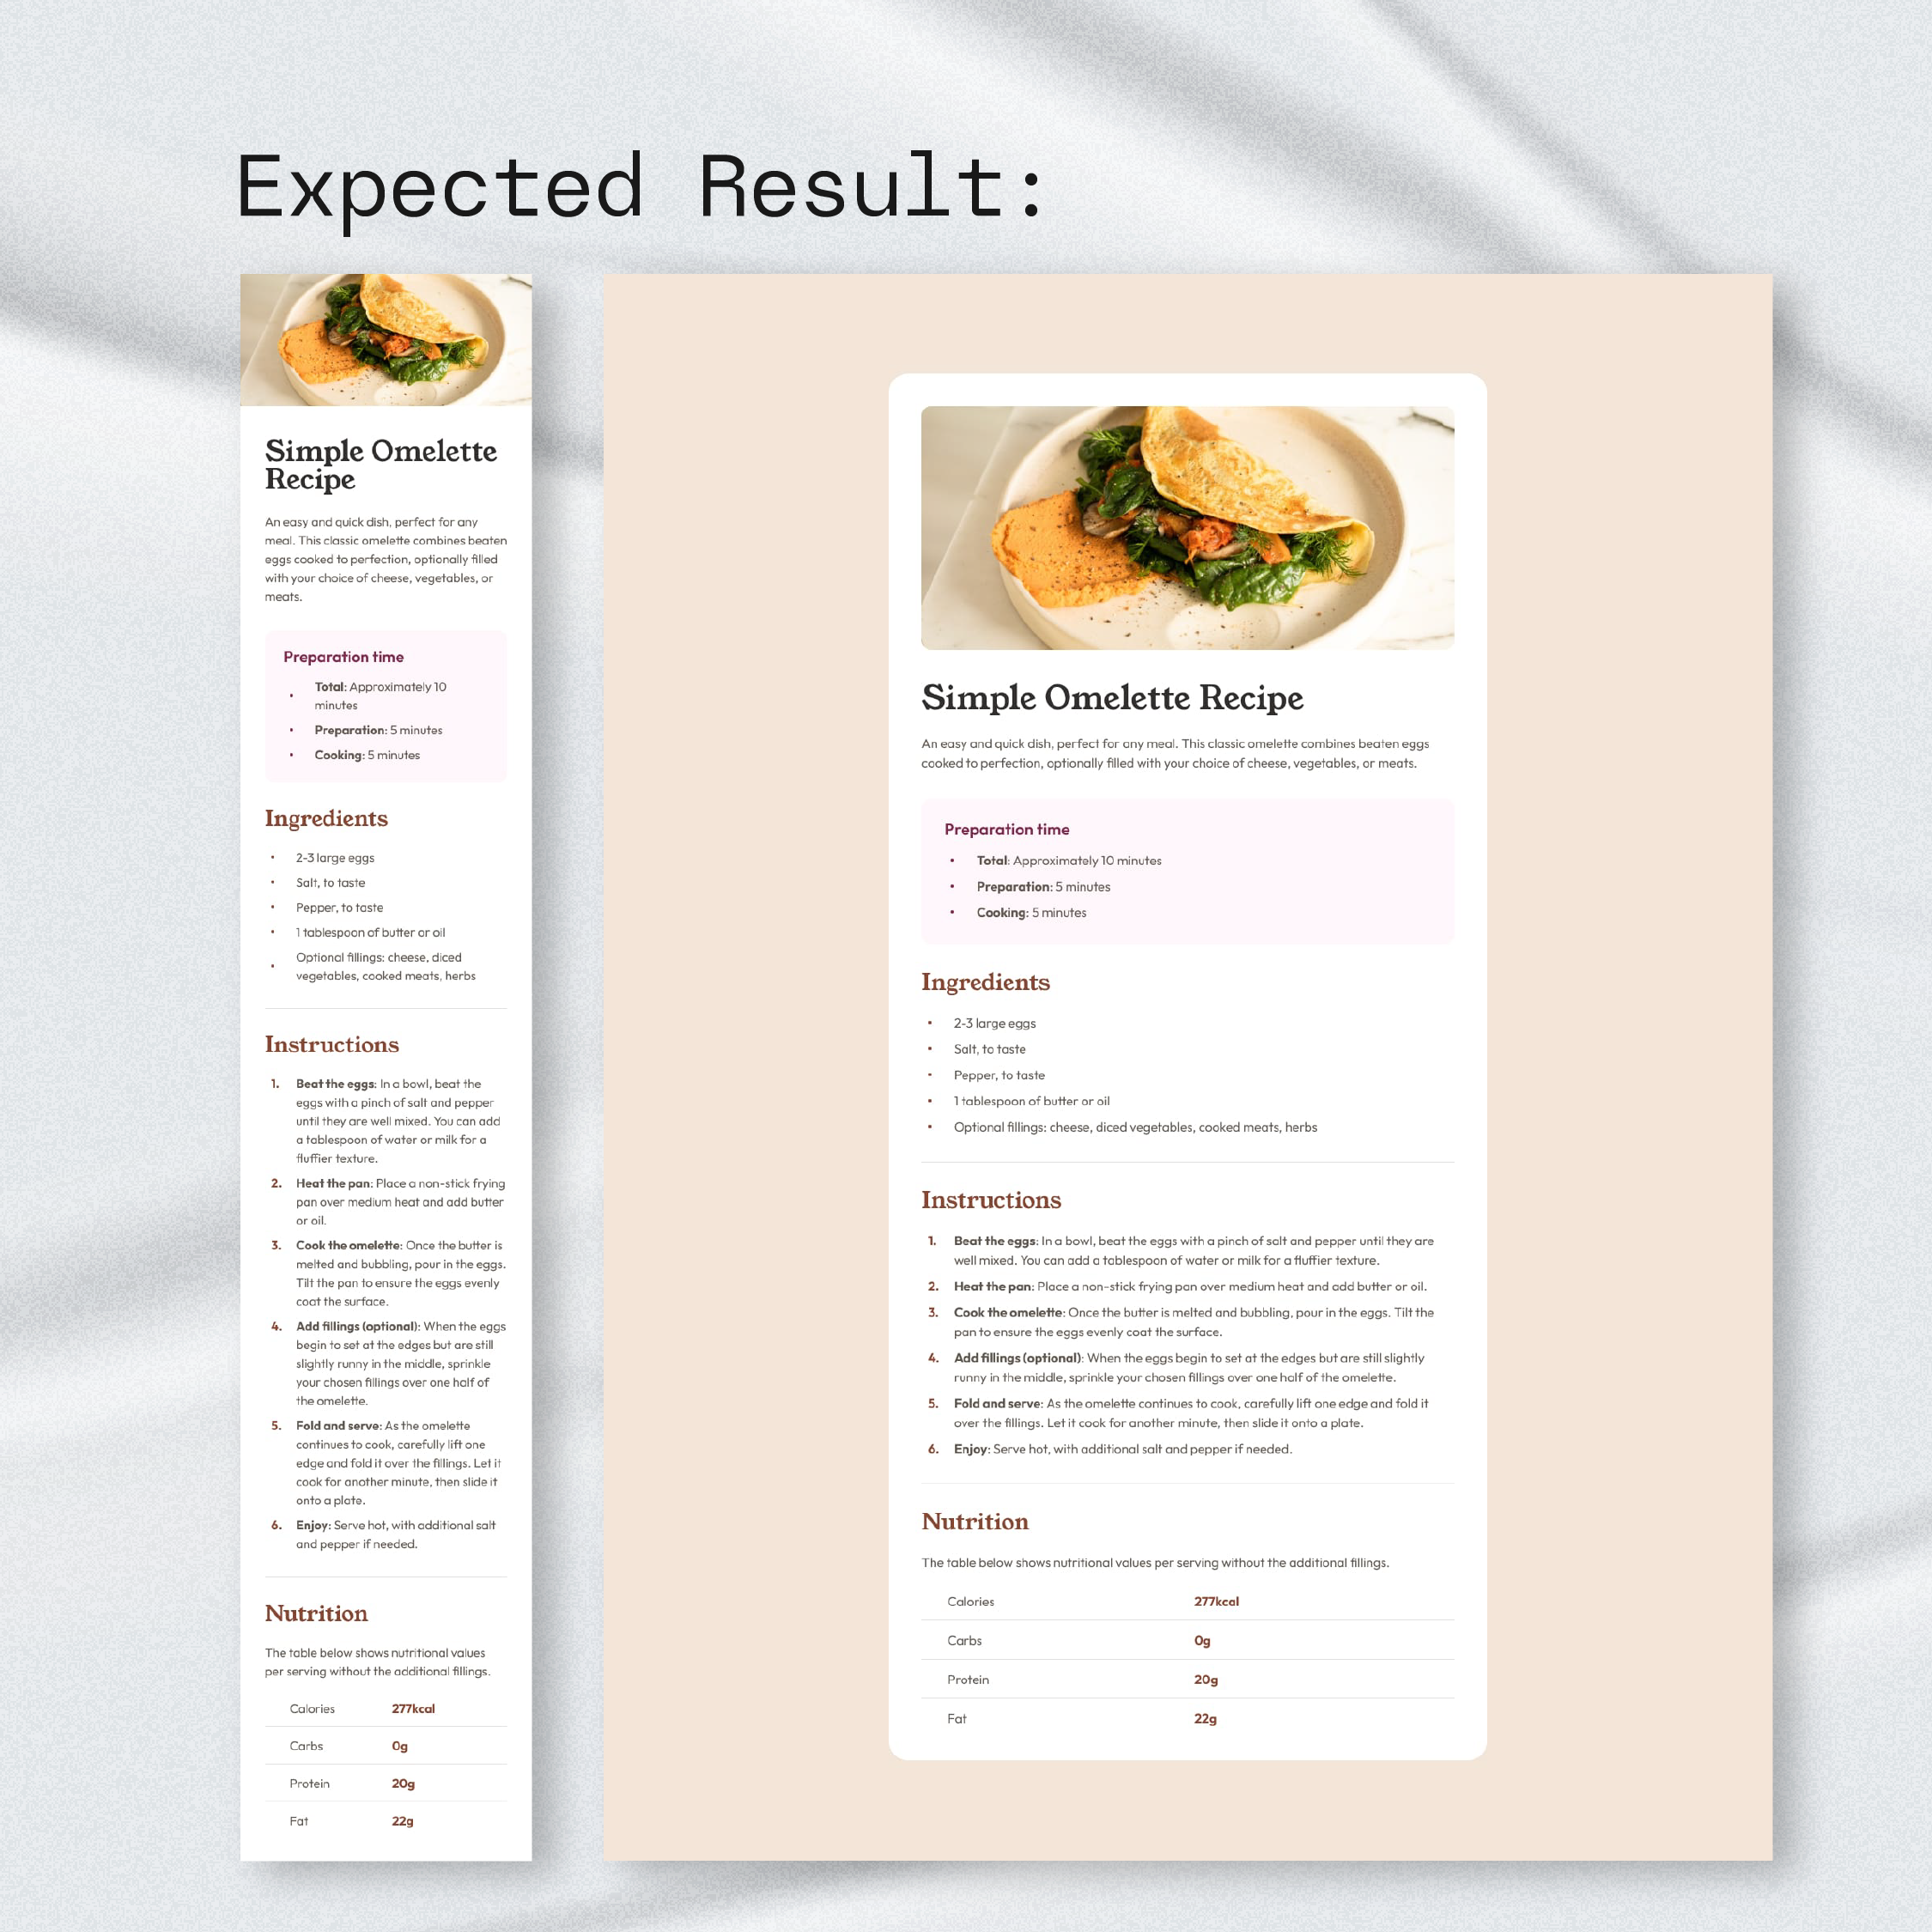 Expected Result:
Simple Omelette
Recipe
An easy and quick dish, perfect for any
meal. This classic omelette combines beaten
eggs cooked to perfection, optionally filled
with your choice of cheese, vegetables, or
meats.
Preparation time
• Total: Approximately 10
minutes
• Preparation: 5 minutes
• Cooking: 5 minutes
Ingredients
• 2-3 large eggs
• Salt, to taste
• Pepper, to taste
• 1 tablespoon of butter or oil
• Optional fillings: cheese, diced
vegetables, cooked meats, herbs
Instructions
1. Beat the eggs: In a bowl, beat the
eggs with a pinch of salt and pepper
until they are well mixed. You can add
a tablespoon of water or milk for a
fluffier texture.
2. Heat the pan: Place a non-stick frying
pan over medium heat and add butter
or oil.
3. Cook the omelette: Once the butter is
melted and bubbling, pour in the eggs.
Tilt the pan to ensure the eggs evenly
coat the surface.
4. Add fillings (optional): When the eggs
begin to set at the edges but are still
slightly runny in the middle, sprinkle
your chosen fillings over one half of
the omelette.
5. Fold and serve: As the omelette
continues to cook, carefully lift one
edge and fold it over the fillings. Let it
cook for another minute, then slide it
onto a plate.
6. Enjoy: Serve hot, with additional salt
and pepper if needed.
Nutrition
The table below shows nutritional values
per serving without the additional fillings.
Calories 277kcal
Carbs 0g
Protein 20g
Fat 22g
Simple Omelette Recipe
An easy and quick dish, perfect for any meal. This classic omelette combines beaten eggs
cooked to perfection, optionally filled with your choice of cheese, vegetables, or meats.
Preparation time
• Total: Approximately 10 minutes
• Preparation: 5 minutes
• Cooking: 5 minutes
Ingredients
• 2-3 large eggs
• Salt, to taste
• Pepper, to taste
• 1 tablespoon of butter or oil
• Optional fillings: cheese, diced vegetables, cooked meats, herbs
Instructions
1. Beat the eggs: In a bowl, beat the eggs with a pinch of salt and pepper until they are
well mixed. You can add a tablespoon of water or milk for a fluffier texture.
2. Heat the pan: Place a non-stick frying pan over medium heat and add butter or oil.
3. Cook the omelette: Once the butter is melted and bubbling, pour in the eggs. Tilt the
pan to ensure the eggs evenly coat the surface.
4. Add fillings (optional): When the eggs begin to set at the edges but are still slightly
runny in the middle, sprinkle your chosen fillings over one half of the omelette.
5. Fold and serve: As the omelette continues to cook, carefully lift one edge and fold it
over the fillings. Let it cook for another minute, then slide it onto a plate.
6. Enjoy: Serve hot, with additional salt and pepper if needed.
Nutrition
The table below shows nutritional values per serving without the additional fillings.
Calories 277kcal
Carbs 0g
Protein 20g
Fat 22g